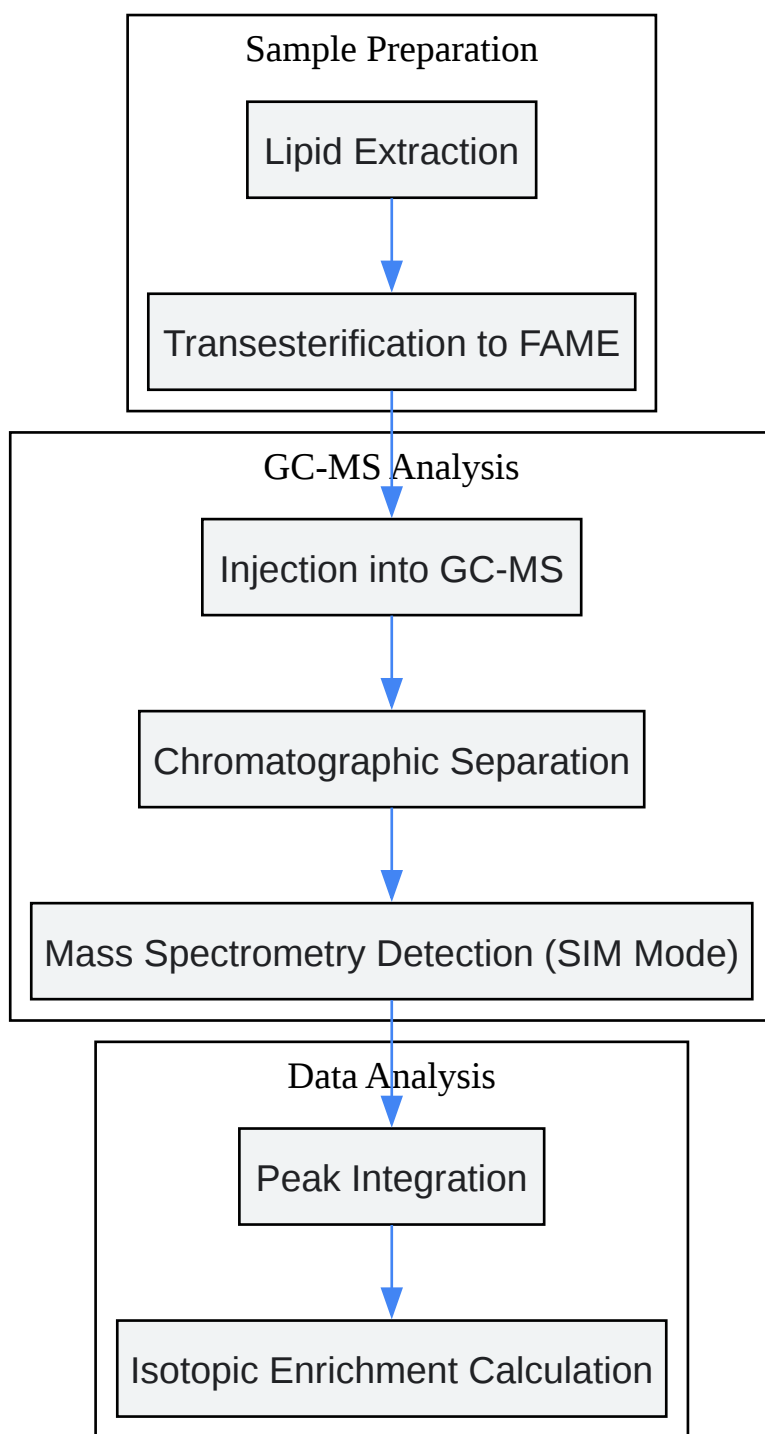 Sample Preparation
Lipid Extraction
Transesterification to FAME
GC-MS Analysis
Injection into GC-MS
Chromatographic Separation
Mass Spectrometry Detection (SIM Mode)
Data Analysis
Peak Integration
Isotopic Enrichment Calculation